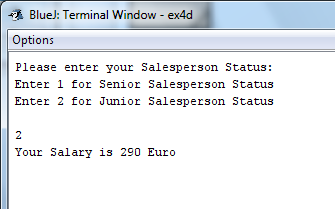 BlueJ: Terminal Window - ex4d
Options
Please enter your Salesperson Status:
Enter 1 for Senior Salesperson Status
Enter 2 for Junior Salesperson Status
2
Your Salary is 290 Euro